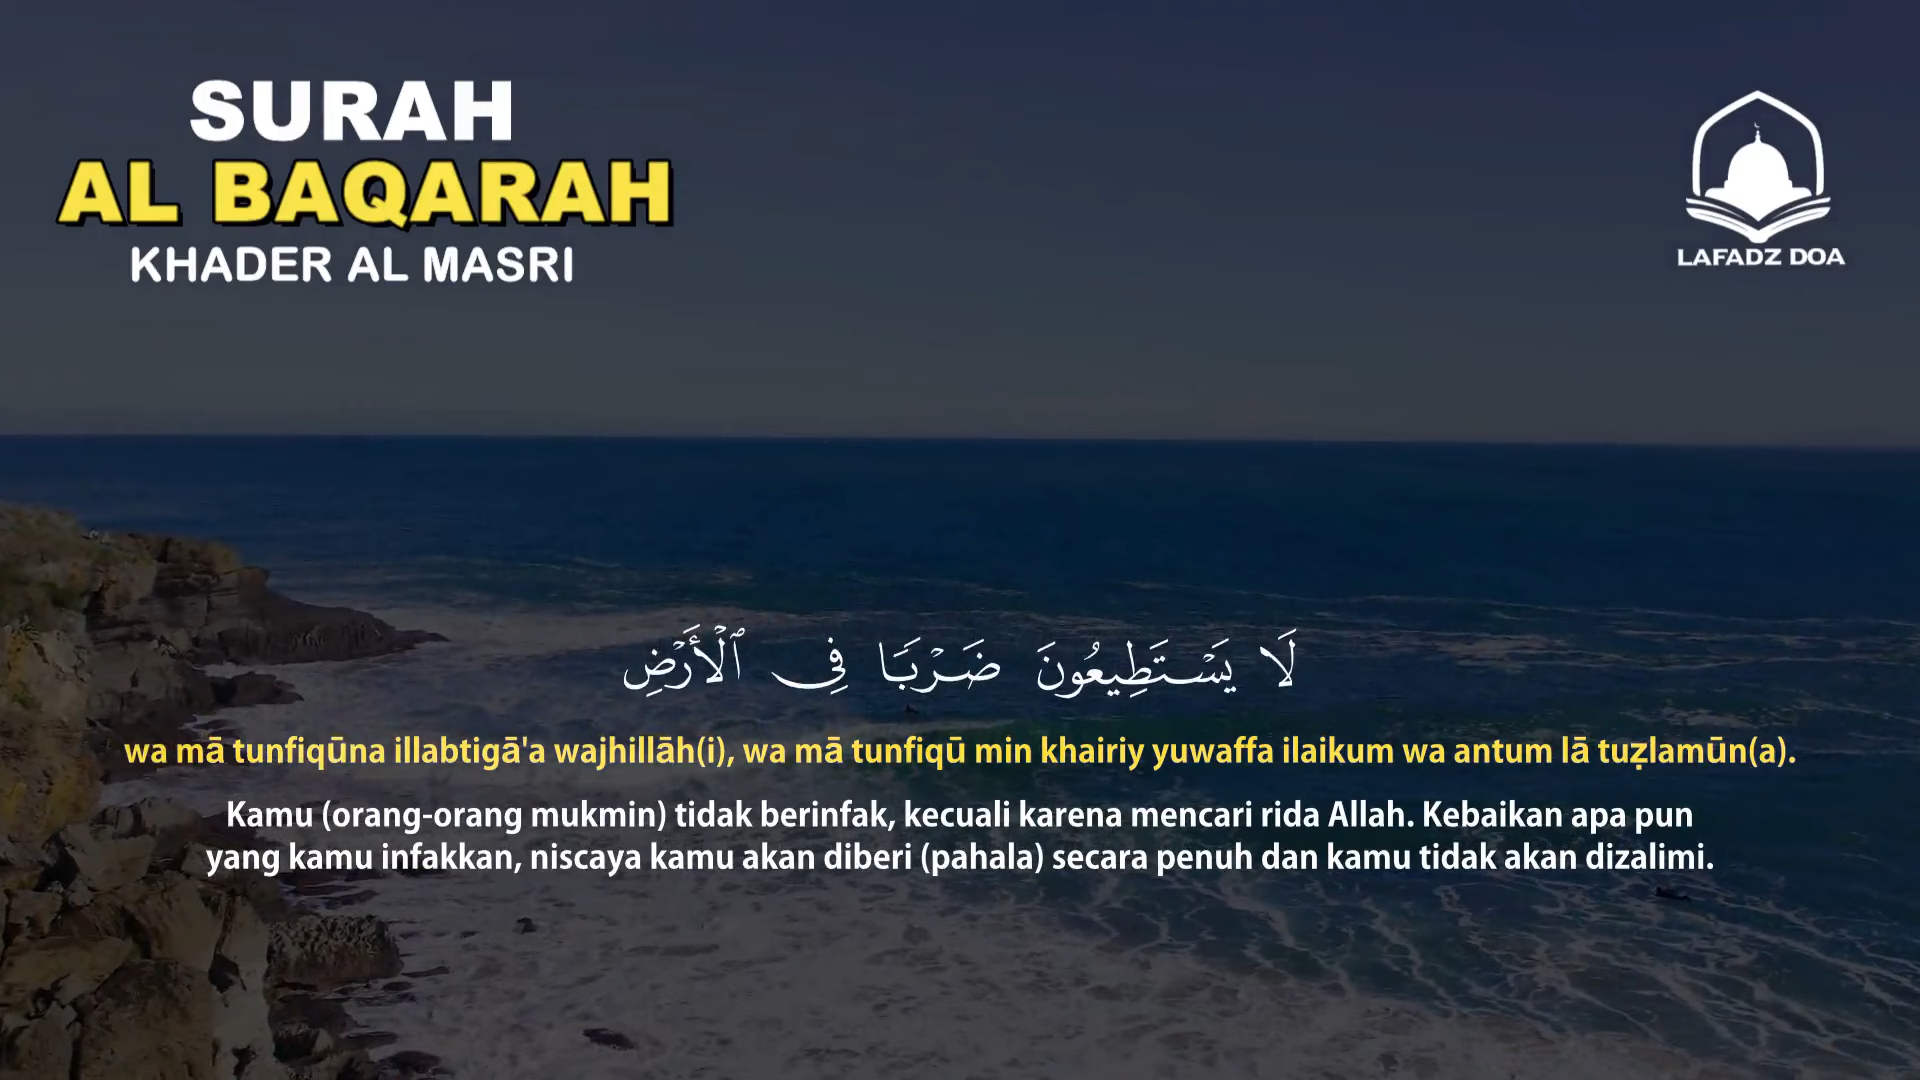 SURAH
AL BAQARAH
KHADER AL MASRI
LAFADZ DOA
لَا يَسْتَطِيعُونَ ضَرْبًا فِى ٱلْأَرْضِ
wa mā tunfiqūna illabtigā'a wajhillāh(i), wa mā tunfiqū min khairiy yuwaffa ilaikum wa antum lā tuẓlamūn(a).
Kamu (orang-orang mukmin) tidak berinfak, kecuali karena mencari rida Allah. Kebaikan apa pun
yang kamu infakkan, niscaya kamu akan diberi (pahala) secara penuh dan kamu tidak akan dizalimi.